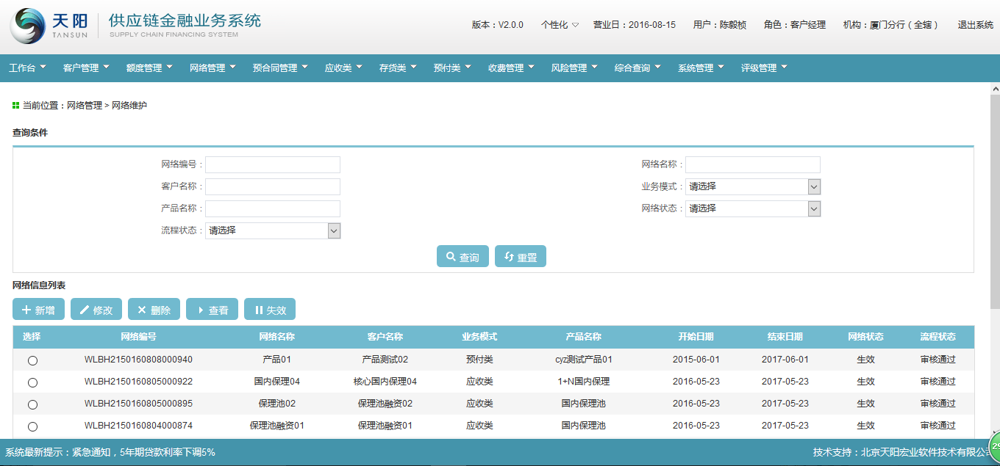 天阳 TANSUN 供应链金融业务系统 SUPPLY CHAIN FINANCING SYSTEM
版本：V2.0.0 个性化 营业日：2016-08-15 用户：陈毅桢 角色：客户经理 机构：厦门分行（全辖） 退出系统
工作台 客户管理 额度管理 网络管理 预合同管理 应收类 存货类 预付类 收费管理 风险管理 综合查询 系统管理 评级管理
当前位置：网络管理 > 网络维护
查询条件
网络编号： 网络名称：
客户名称： 业务模式： 请选择
产品名称： 网络状态： 请选择
流程状态： 请选择
查询 重置
网络信息列表
新增 修改 删除 查看 失效
选择 网络编号 网络名称 客户名称 业务模式 产品名称 开始日期 结束日期 网络状态 流程状态
WLBH2150160808000940 产品01 产品测试02 预付类 cyz测试产品01 2015-06-01 2017-06-01 生效 审核通过
WLBH2150160805000922 国内保理04 核心国内保理04 应收类 1+N国内保理 2016-05-23 2017-05-23 生效 审核通过
WLBH2150160805000895 保理池02 保理池融资02 应收类 国内保理池 2016-05-23 2017-05-23 生效 审核通过
WLBH2150160804000874 保理池融资01 保理池融资01 应收类 国内保理池 2016-05-23 2017-05-23 生效 审核通过
系统最新提示：紧急通知，5年期贷款利率下调5% 技术支持：北京天阳宏业软件技术有限公司